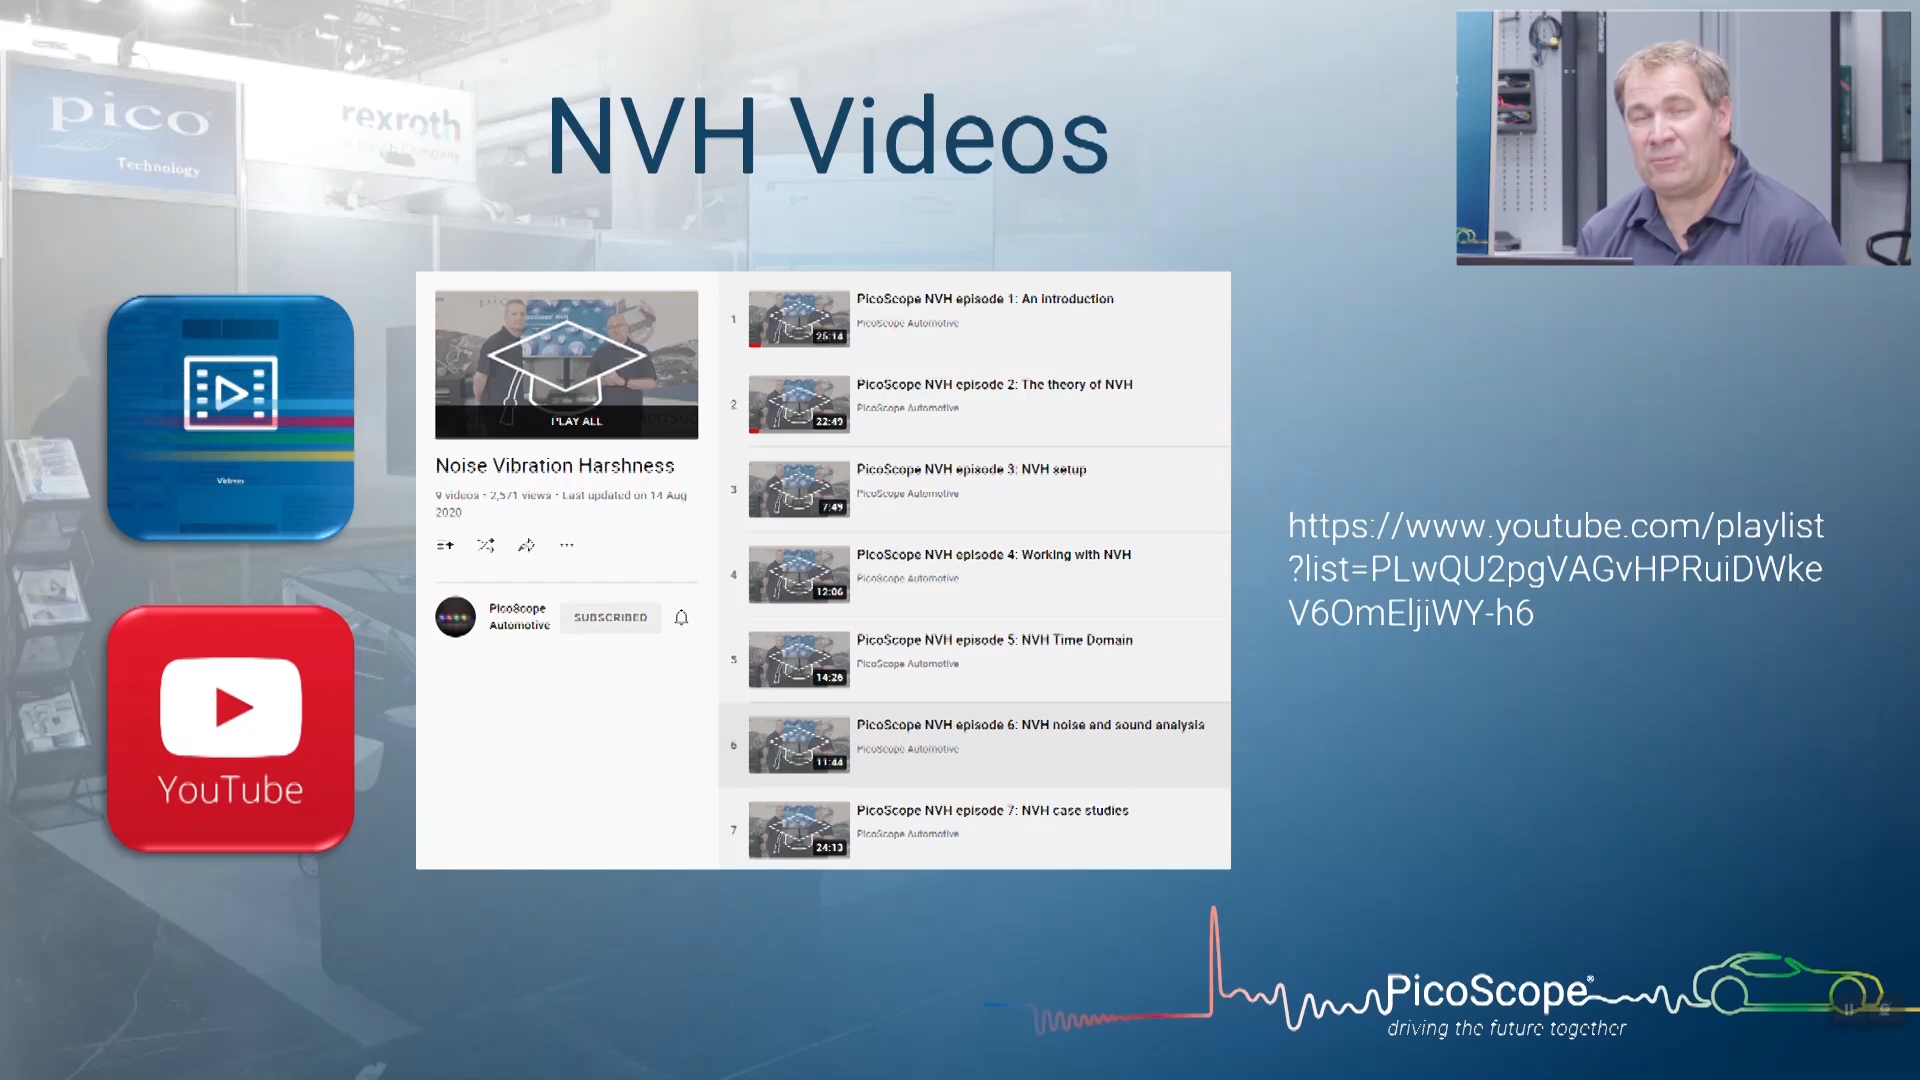 pico
Technology
rexroth
NVH Videos
Videos
YouTube
PLAY ALL
Noise Vibration Harshness
9 videos • 2,571 views • Last updated on 14 Aug
2020
PicoScope
Automotive
SUBSCRIBED
1
25:14
PicoScope NVH episode 1: An introduction
PicoScope Automotive
2
22:49
PicoScope NVH episode 2: The theory of NVH
PicoScope Automotive
3
7:49
PicoScope NVH episode 3: NVH setup
PicoScope Automotive
4
12:06
PicoScope NVH episode 4: Working with NVH
PicoScope Automotive
5
14:26
PicoScope NVH episode 5: NVH Time Domain
PicoScope Automotive
6
11:44
PicoScope NVH episode 6: NVH noise and sound analysis
PicoScope Automotive
7
24:13
PicoScope NVH episode 7: NVH case studies
PicoScope Automotive
https://www.youtube.com/playlist
?list=PLwQU2pgVAGvHPRuiDWke
V6OmEljiWY-h6
PicoScope®
driving the future together